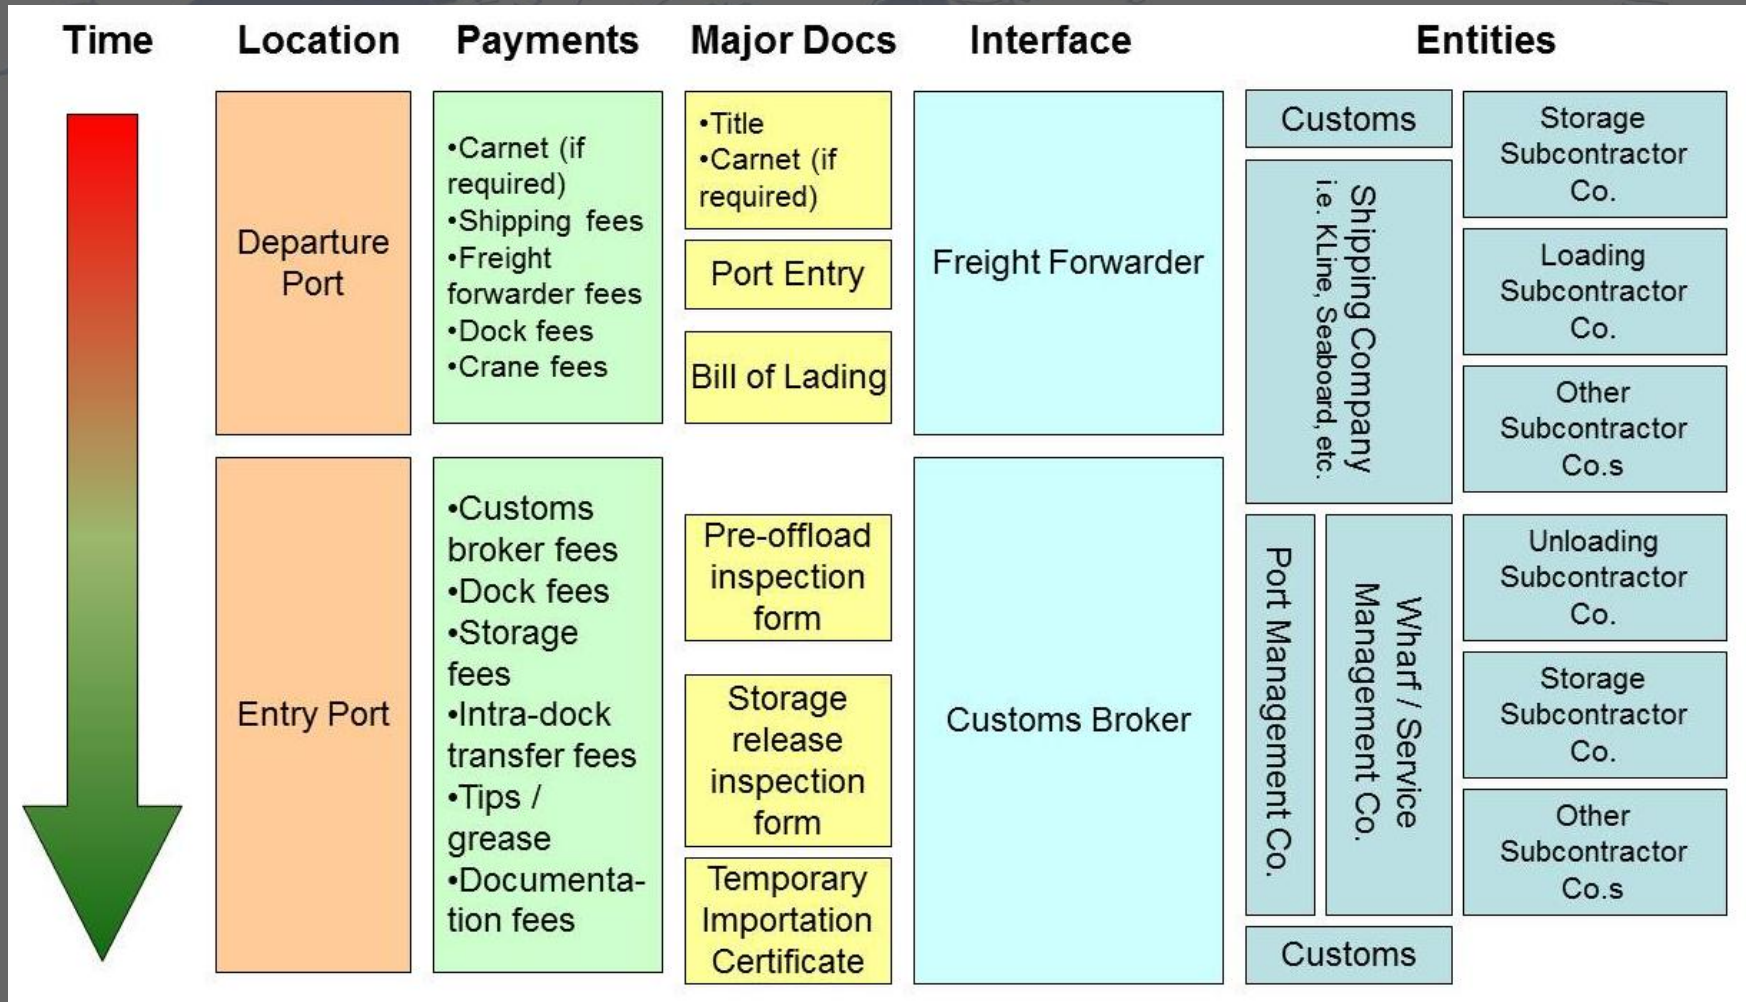 Time Location Payments Major Docs Interface Entities
Departure
Port
•Carnet (if
required)
•Shipping fees
•Freight
forwarder fees
•Dock fees
•Crane fees
•Title
•Carnet (if
required)
Port Entry
Bill of Lading
Freight Forwarder
Customs
Shipping Company
i.e. KLine, Seaboard, etc.
Storage
Subcontractor
Co.
Loading
Subcontractor
Co.
Other
Subcontractor
Co.s
Entry Port
•Customs
broker fees
•Dock fees
•Storage
fees
•Intra-dock
transfer fees
•Tips /
grease
•Documenta-
tion fees
Pre-offload
inspection
form
Storage
release
inspection
form
Temporary
Importation
Certificate
Customs Broker
Port Management Co.
Wharf / Service
Management Co.
Unloading
Subcontractor
Co.
Storage
Subcontractor
Co.
Other
Subcontractor
Co.s
Customs